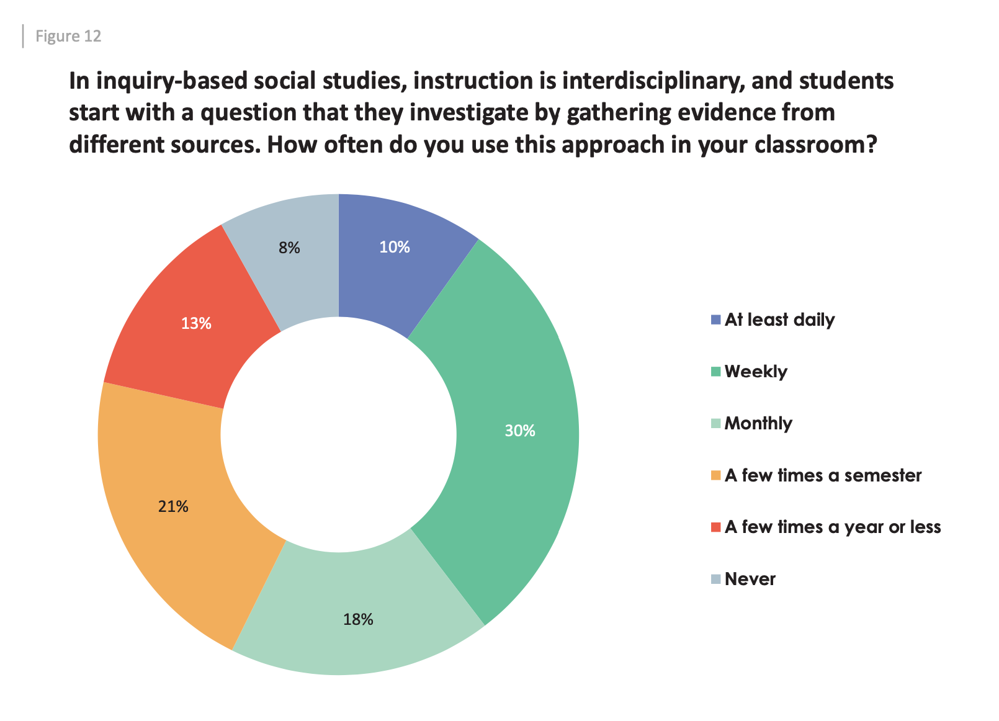 Figure 12
In inquiry-based social studies, instruction is interdisciplinary, and students
start with a question that they investigate by gathering evidence from
different sources. How often do you use this approach in your classroom?
8%
10%
13%
30%
21%
18%
At least daily
Weekly
Monthly
A few times a semester
A few times a year or less
Never